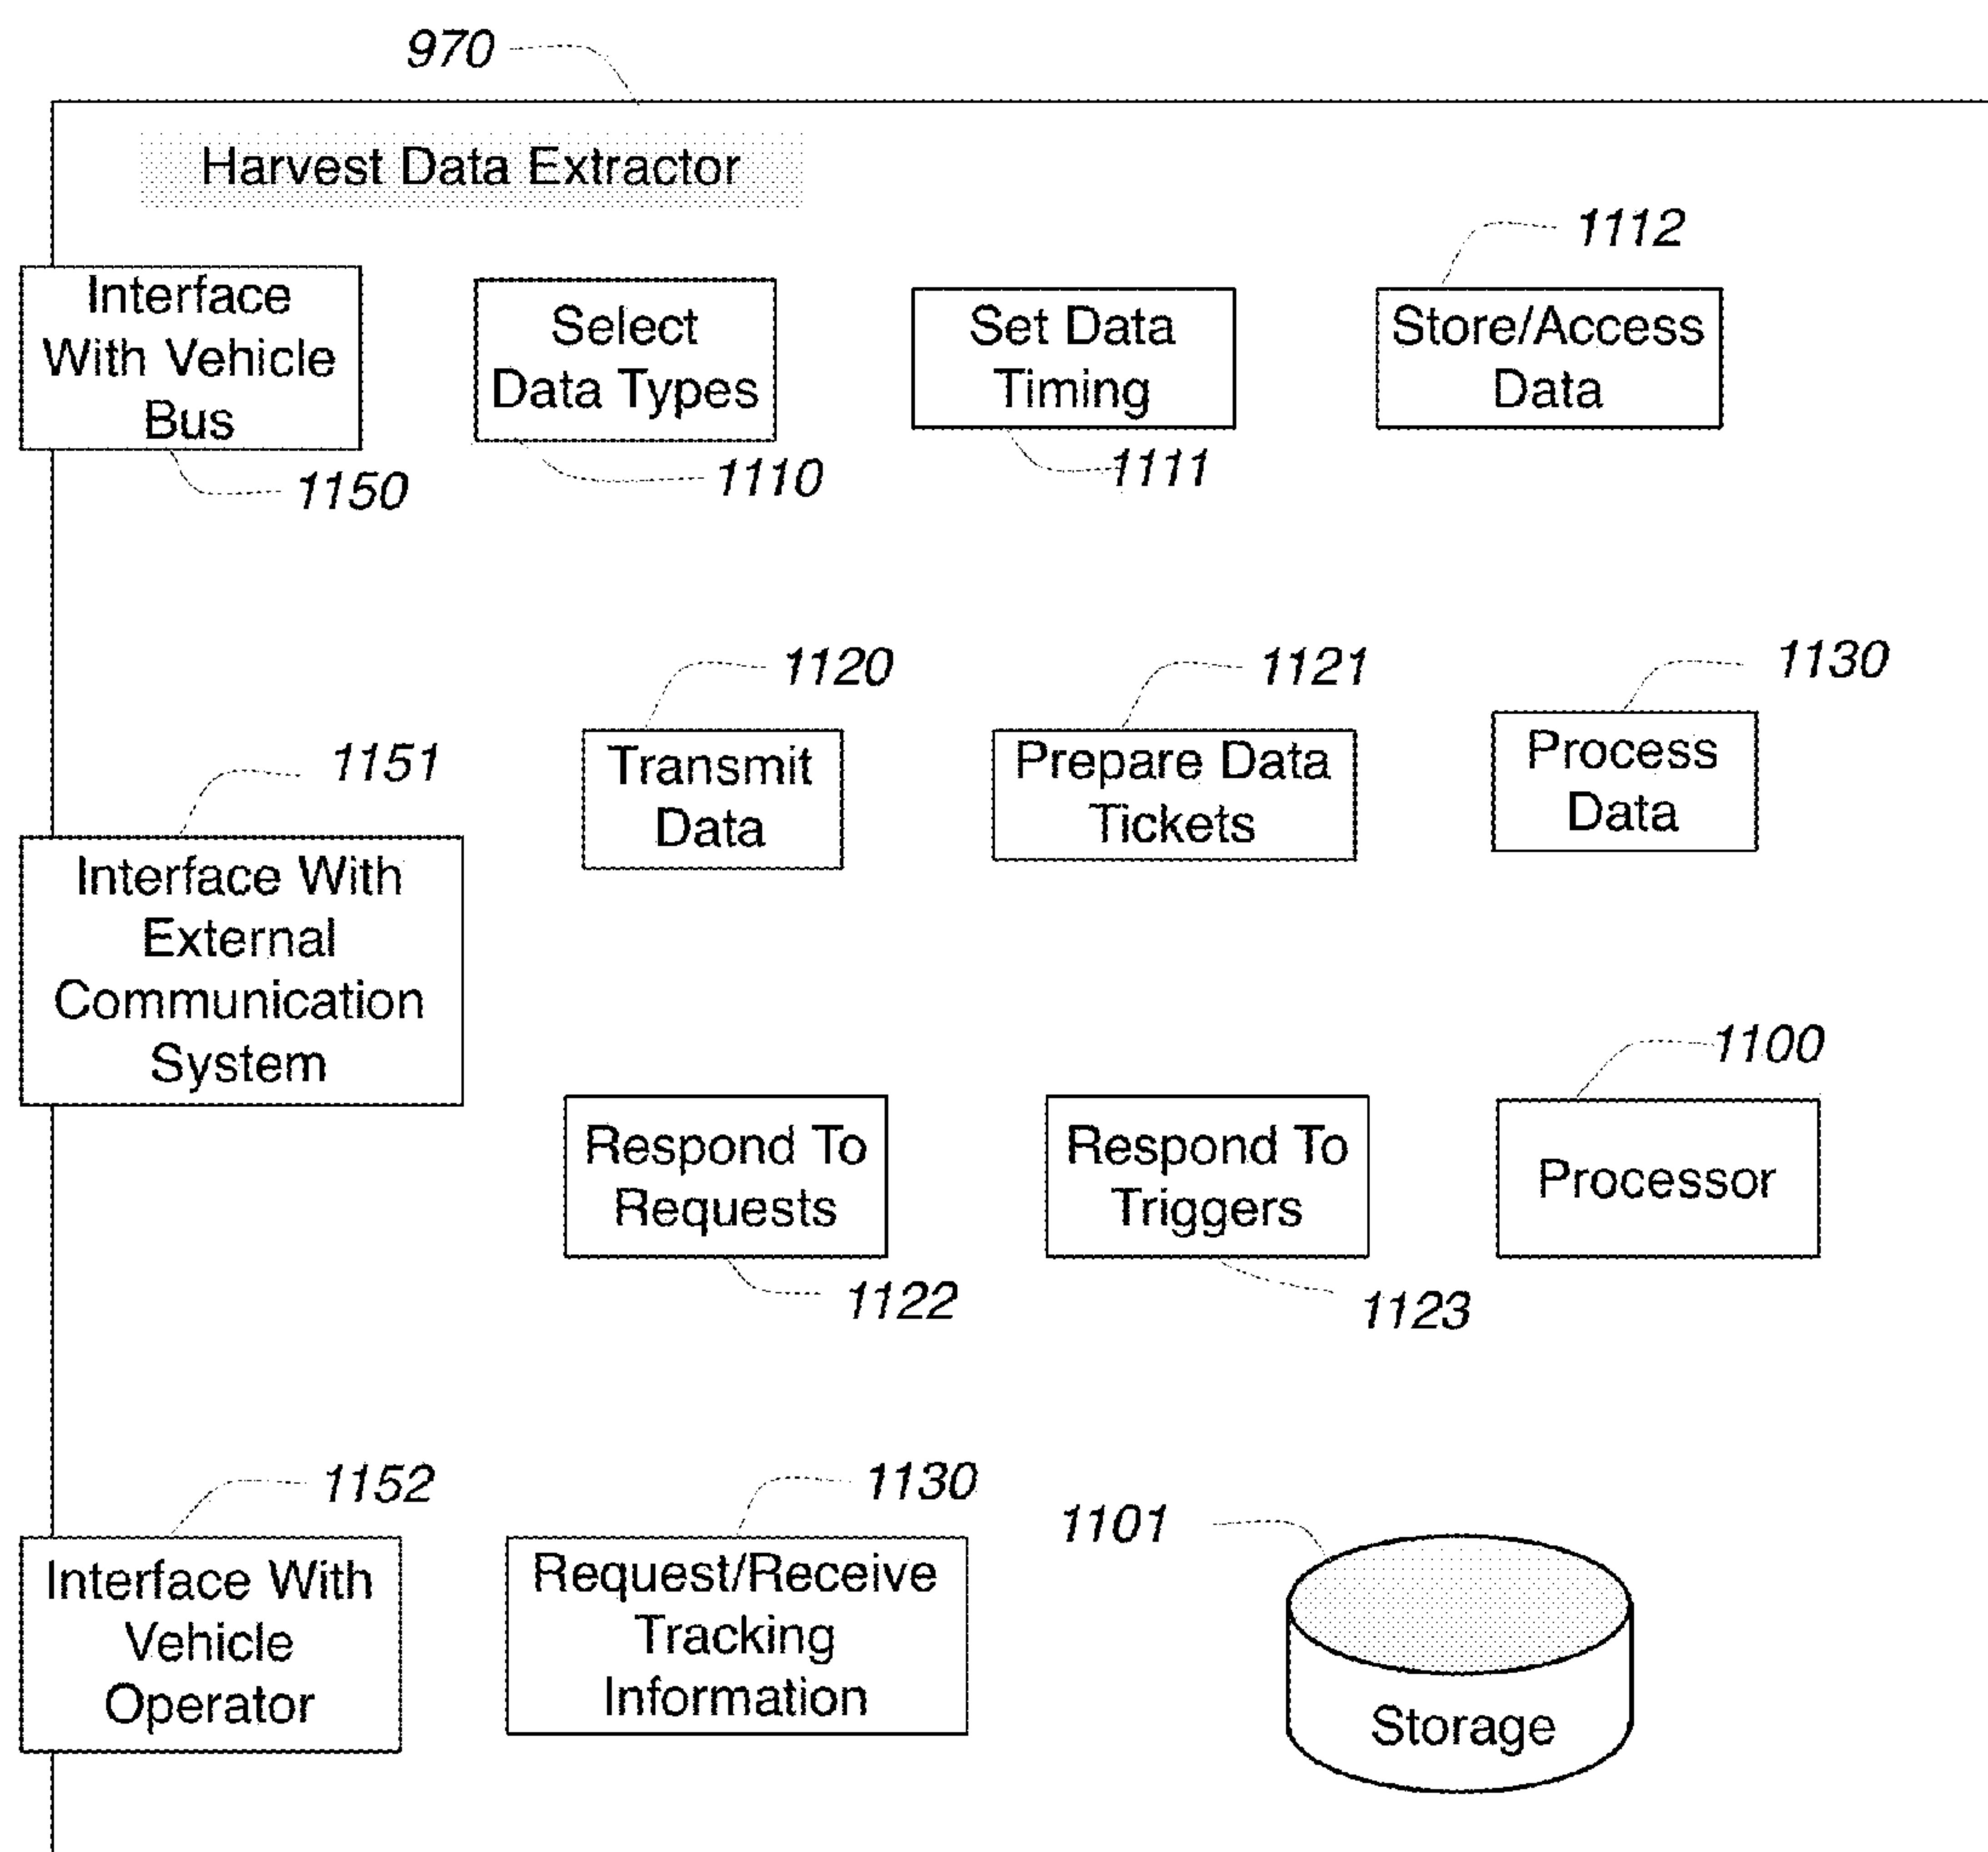 970
Harvest Data Extractor
1112
Interface
With Vehicle
Bus
Select
Data Types
Set Data
Timing
Store/Access
Data
1150
1110
1111
1120
1121
1130
1151
Transmit
Data
Prepare Data
Tickets
Process
Data
Interface With
External
Communication
System
1100
Respond To
Requests
Respond To
Triggers
Processor
1122
1123
1152
1130
1101
Interface With
Vehicle
Operator
Request/Receive
Tracking
Information
Storage